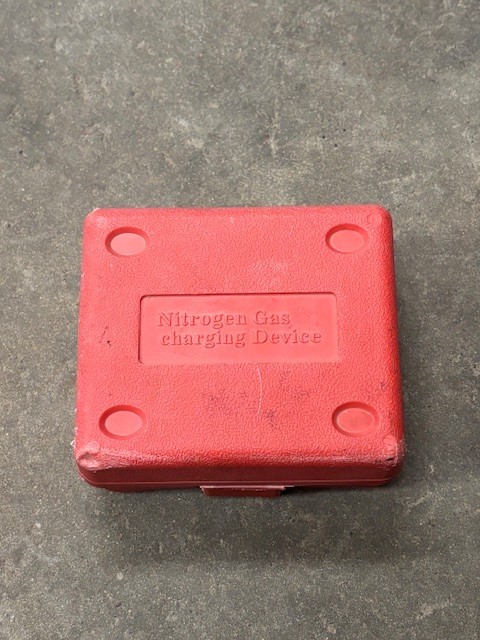 Nitrogen Gas
charging Device